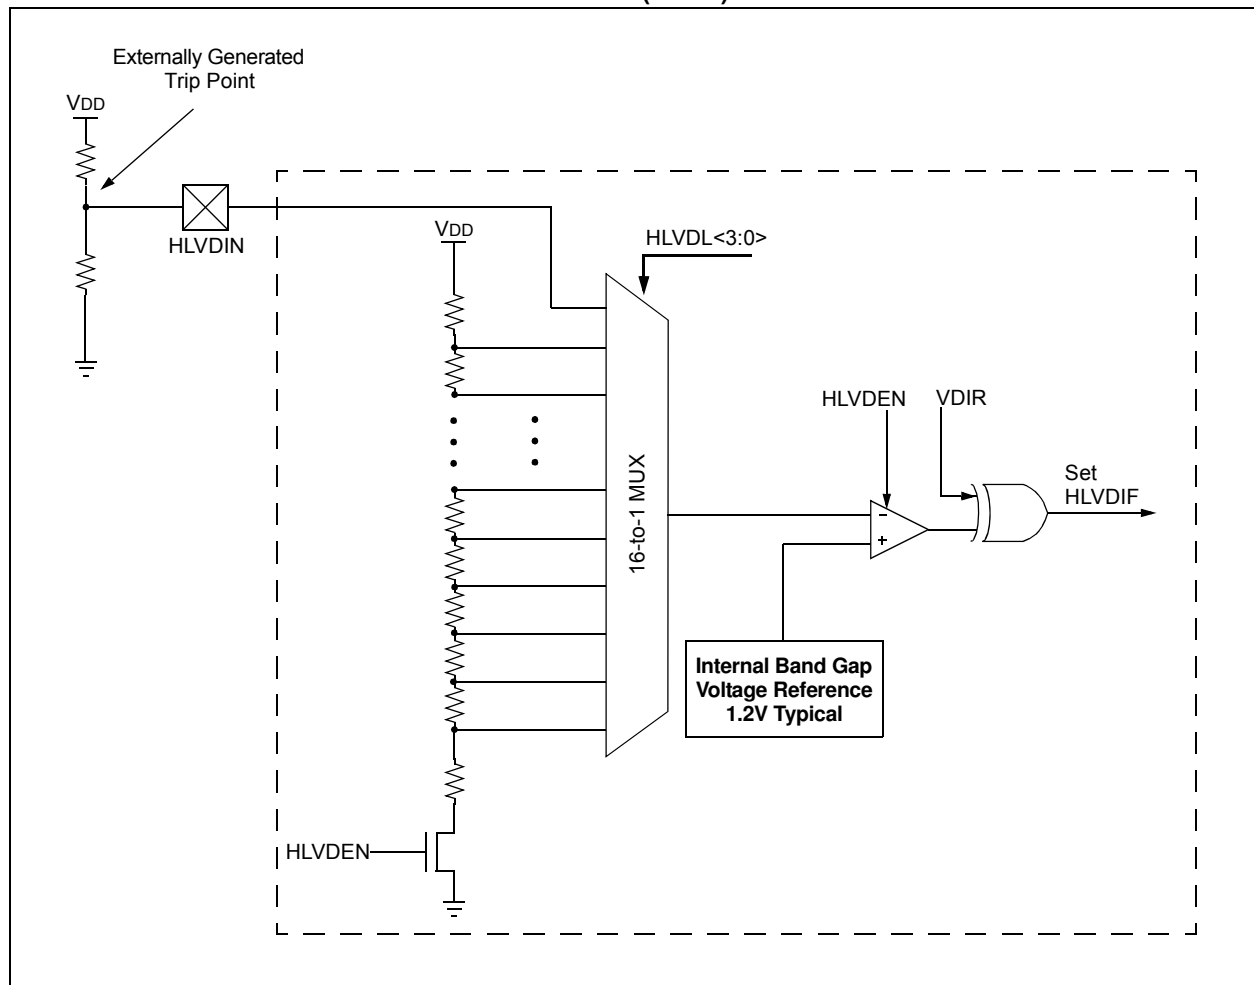 Externally Generated
Trip Point
VDD
HLVDIN
VDD
HLVDL<3:0>
16-to-1 MUX
HLVDEN
VDIR
Set
HLVDIF
-
+
Internal Band Gap
Voltage Reference
1.2V Typical
HLVDEN